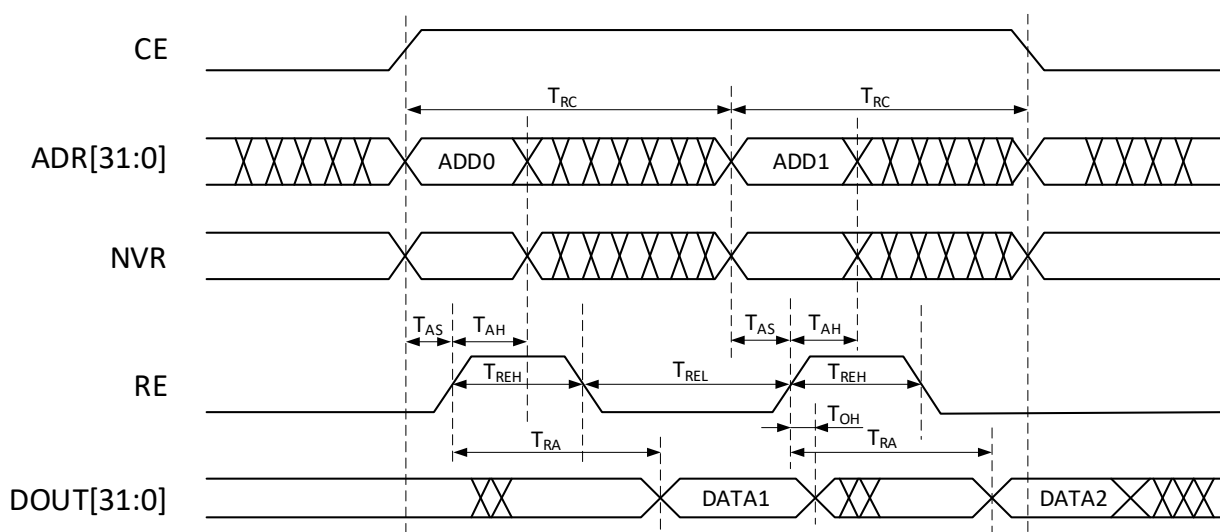 CE
T_RC T_RC
ADR[31:0] ADD0 ADD1
NVR
T_AS T_AH T_AS T_AH
RE T_REH T_REL T_REH
T_OH
T_RA T_RA
DOUT[31:0] DATA1 DATA2